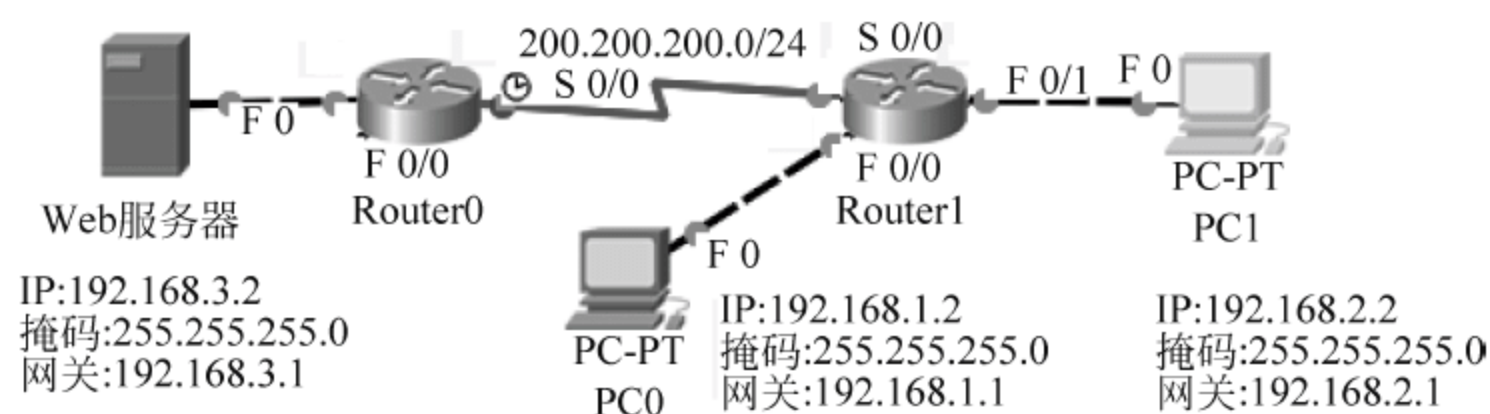 200.200.200.0/24
S 0/0
S 0/0
F 0/1
F 0
F 0
F 0/0
Router0
F 0/0
Router1
PC-PT
PC1
Web服务器
F 0
IP:192.168.3.2
掩码:255.255.255.0
网关:192.168.3.1
PC-PT
PC0
IP:192.168.1.2
掩码:255.255.255.0
网关:192.168.1.1
IP:192.168.2.2
掩码:255.255.255.0
网关:192.168.2.1